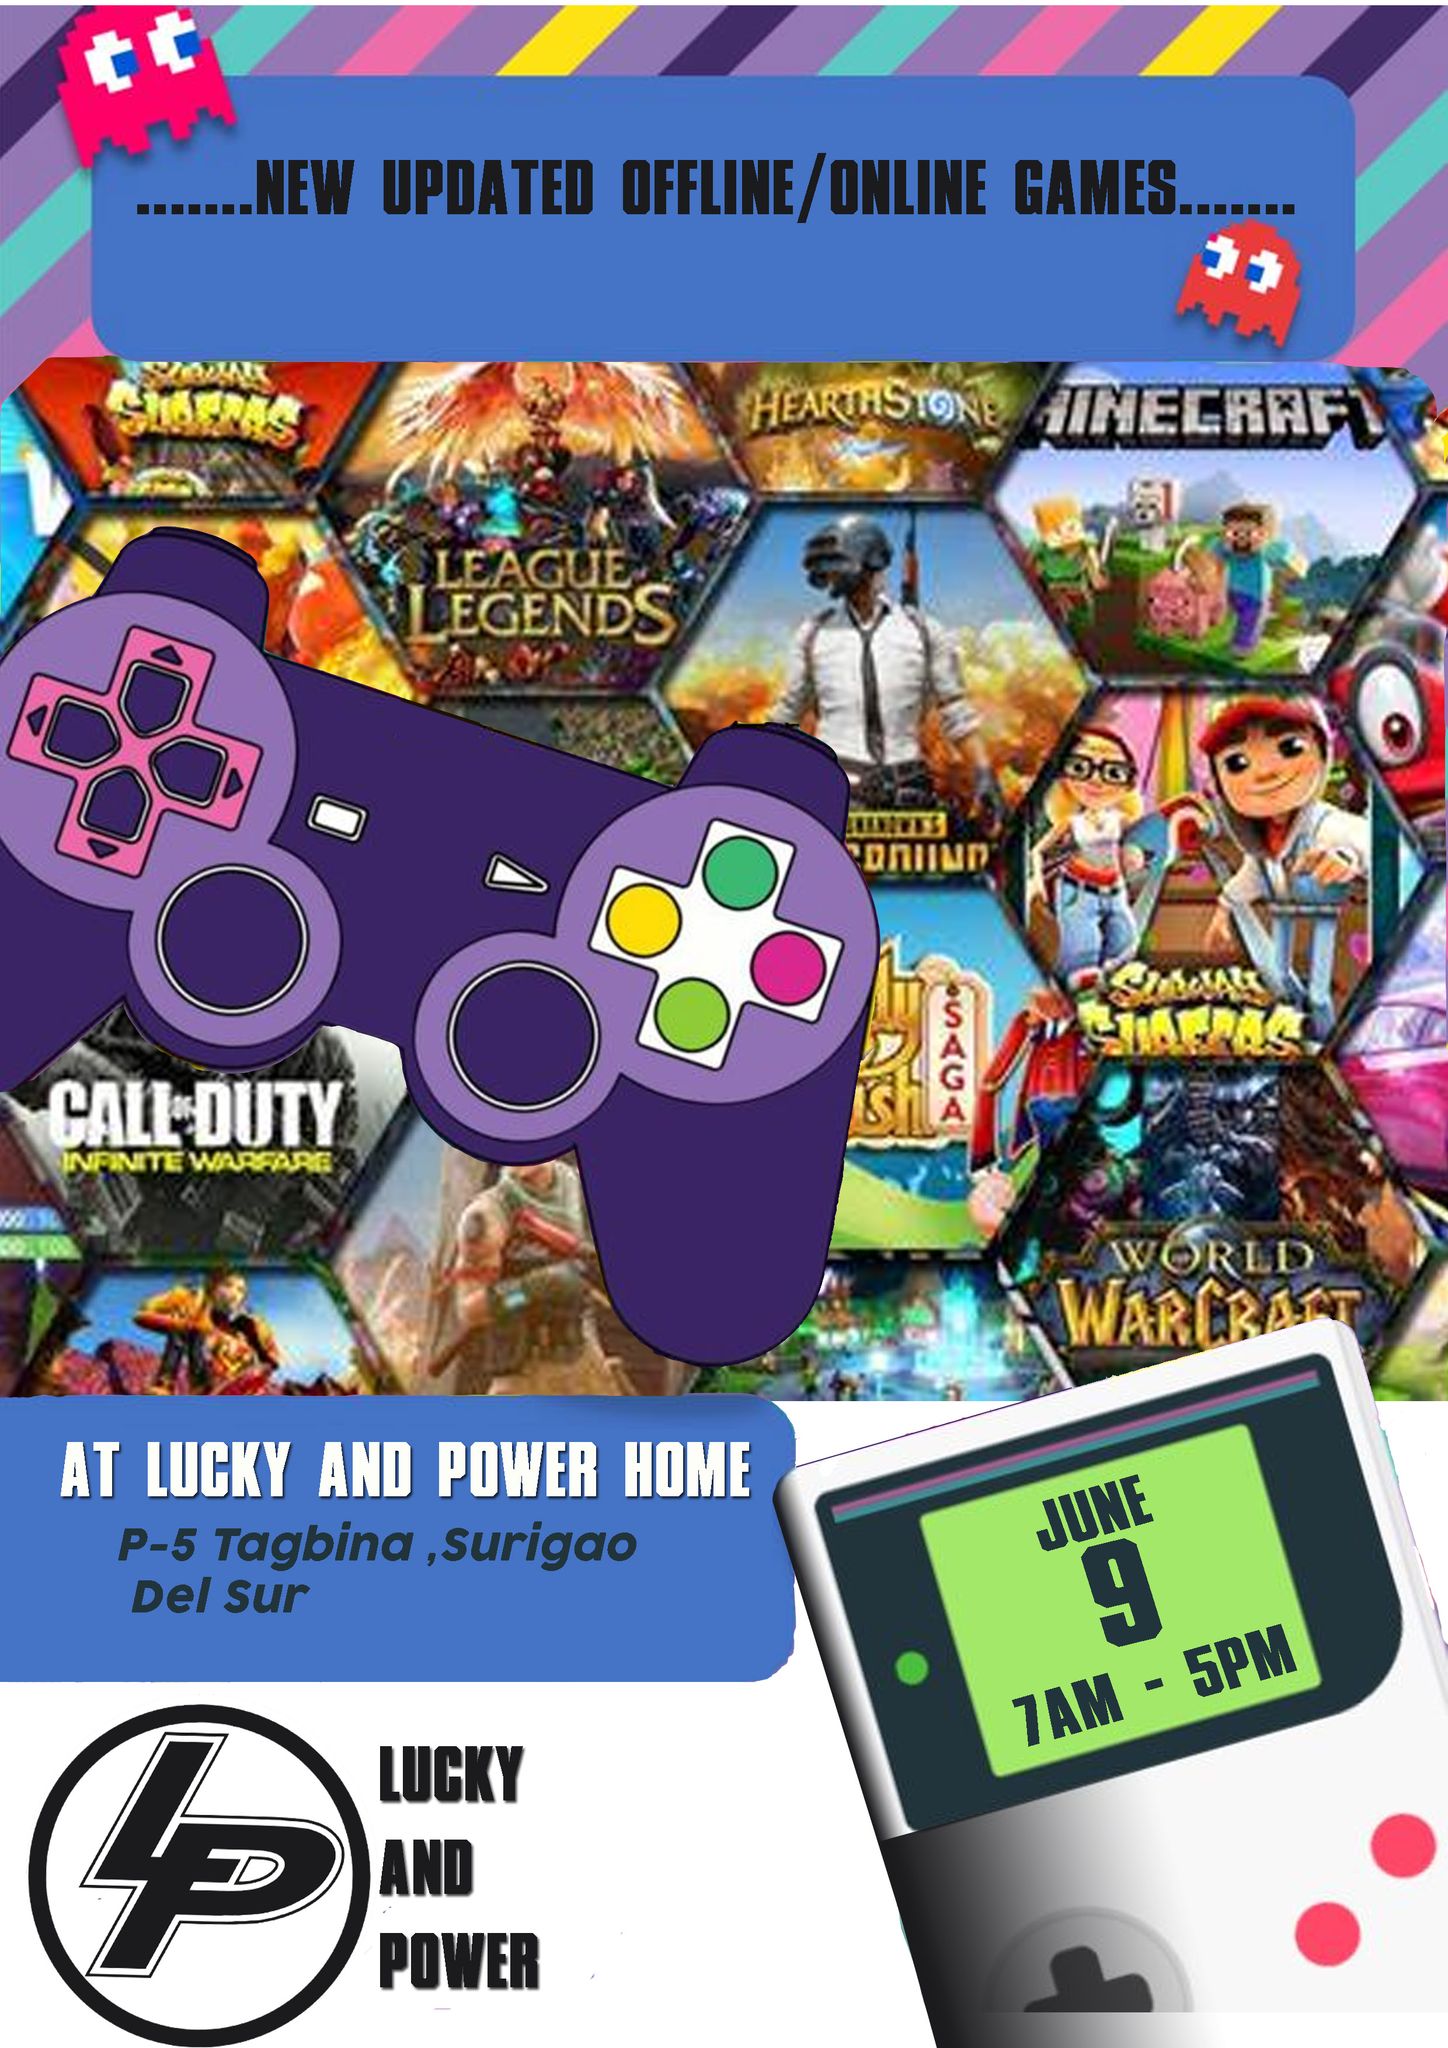 .......NEW UPDATED OFFLINE/ONLINE GAMES.......
SUBWAY
SURFERS
HEARTHSTONE
MINECRAFT
LEAGUE
LEGENDS
SUBWAY
SURFERS
SAGA
CALL OF DUTY
INFINITE WARFARE
WORLD
WARCRAFT
AT LUCKY AND POWER HOME
P-5 Tagbina ,Surigao
Del Sur
JUNE
9
7AM - 5PM
LP
LUCKY
AND
POWER